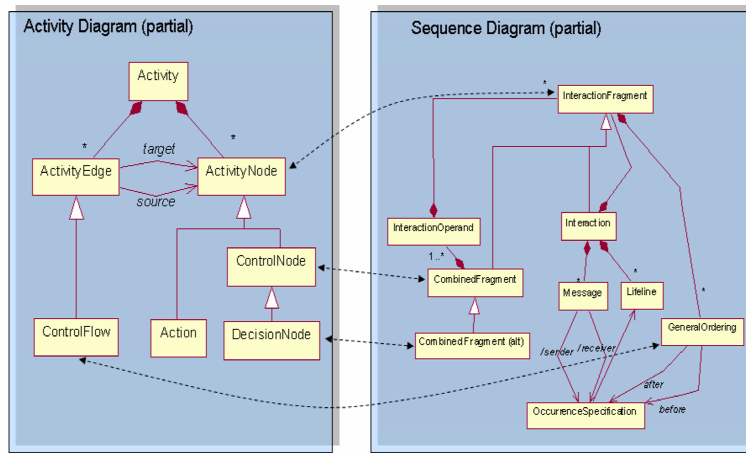 Activity Diagram (partial)
Activity
*
*
target
ActivityEdge
ActivityNode
source
ControlNode
ControlFlow
Action
DecisionNode
Sequence Diagram (partial)
*
InteractionFragment
InteractionOperand
Interaction
1..*
CombinedFragment
*
*
*
Message
Lifeline
GeneralOrdering
CombinedFragment (alt)
/sender
/receiver
after
before
OccurrenceSpecification